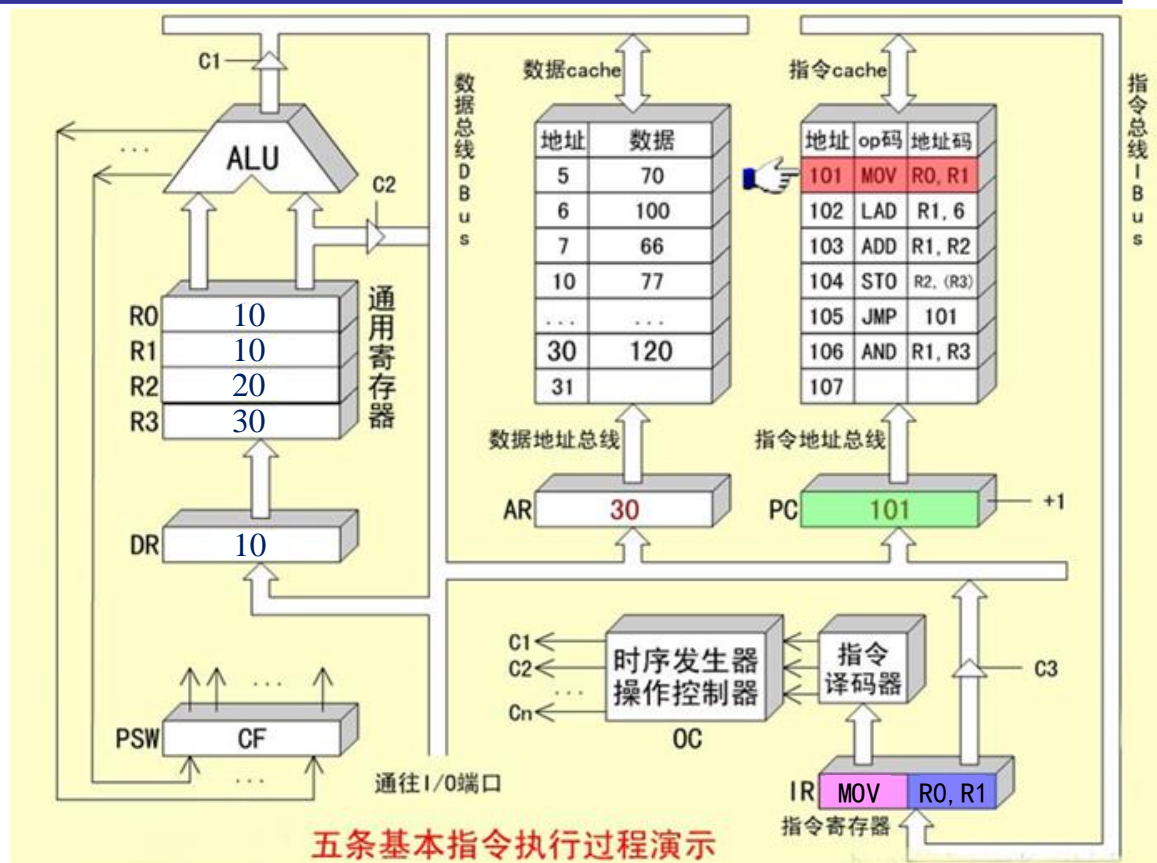 C1
数据cache
指令cache
数据总线DBus
指令总线IBus
地址 数据
5 70
6 100
7 66
10 77
... ...
30 120
31
地址 op码 地址码
101 MOV R0, R1
102 LAD R1, 6
103 ADD R1, R2
104 STO R2, (R3)
105 JMP 101
106 AND R1, R3
107
...
ALU
C2
通用寄存器
R0 10
R1 10
R2 20
R3 30
数据地址总线
指令地址总线
AR 30
PC 101
+1
DR 10
C1
C2
...
Cn
时序发生器
操作控制器
OC
指令
译码器
C3
...
PSW CF
...
通往I/O端口
IR MOV R0, R1
指令寄存器
五条基本指令执行过程演示